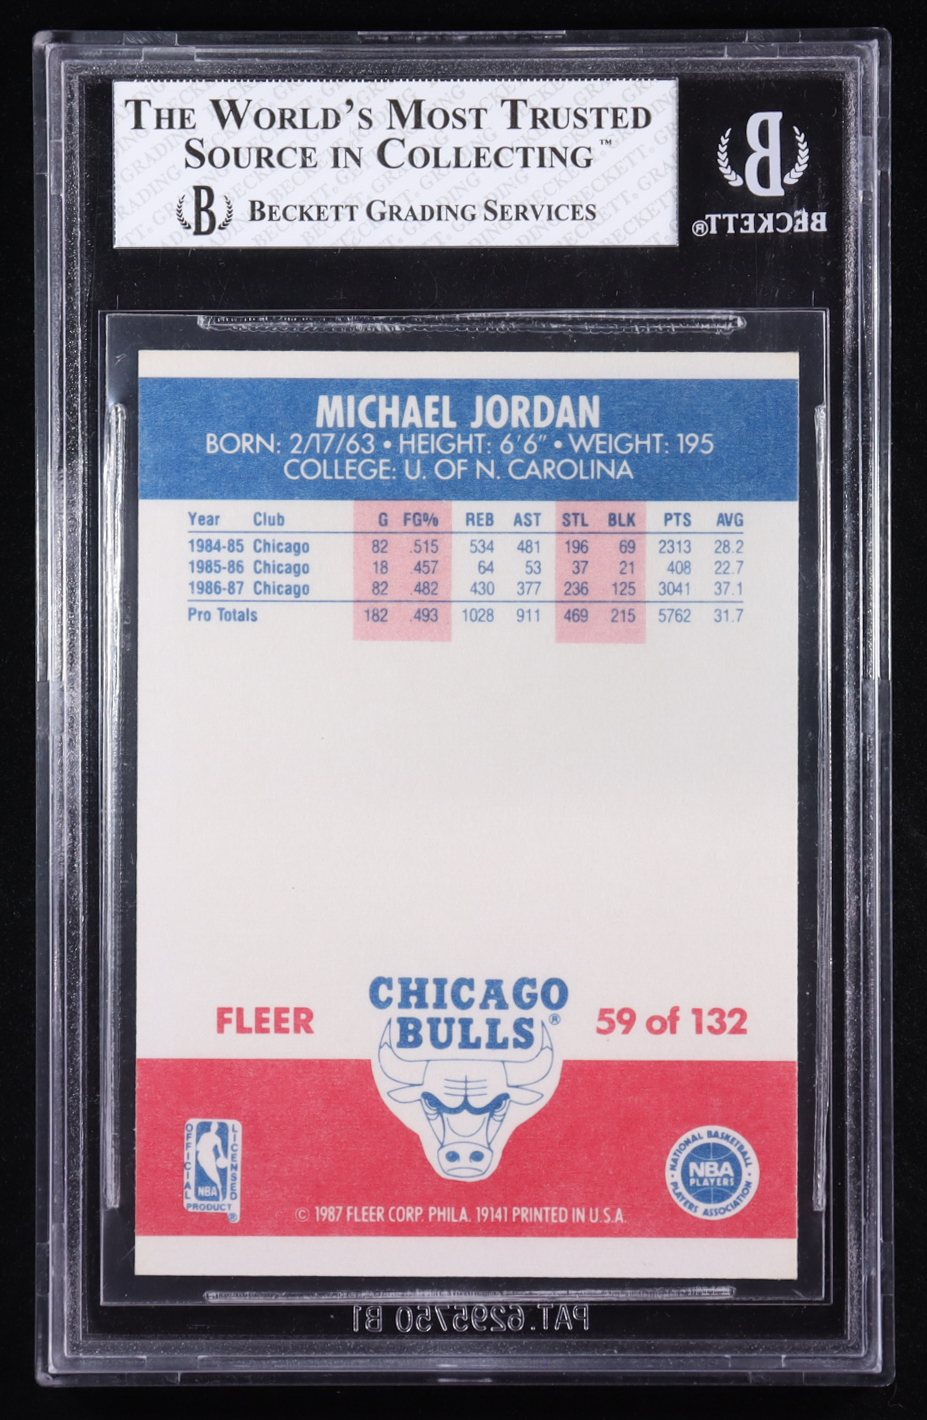 THE WORLD'S MOST TRUSTED
SOURCE IN COLLECTING™
B BECKETT GRADING SERVICES
B
BECKETT®
MICHAEL JORDAN
BORN: 2/17/63 • HEIGHT: 6'6" • WEIGHT: 195
COLLEGE: U. OF N. CAROLINA
Year Club G FG% REB AST STL BLK PTS AVG
1984-85 Chicago 82 .515 534 481 196 69 2313 28.2
1985-86 Chicago 18 .457 64 53 37 21 408 22.7
1986-87 Chicago 82 .482 430 377 236 125 3041 37.1
Pro Totals 182 .493 1028 911 469 215 5762 31.7
CHICAGO
BULLS®
FLEER
59 of 132
OFFICIAL LICENSED
NBA
PRODUCT®
NATIONAL BASKETBALL
NBA
PLAYERS
PLAYERS ASSOCIATION
© 1987 FLEER CORP. PHILA. 19141 PRINTED IN U.S.A.
PAT. 6295750 B1